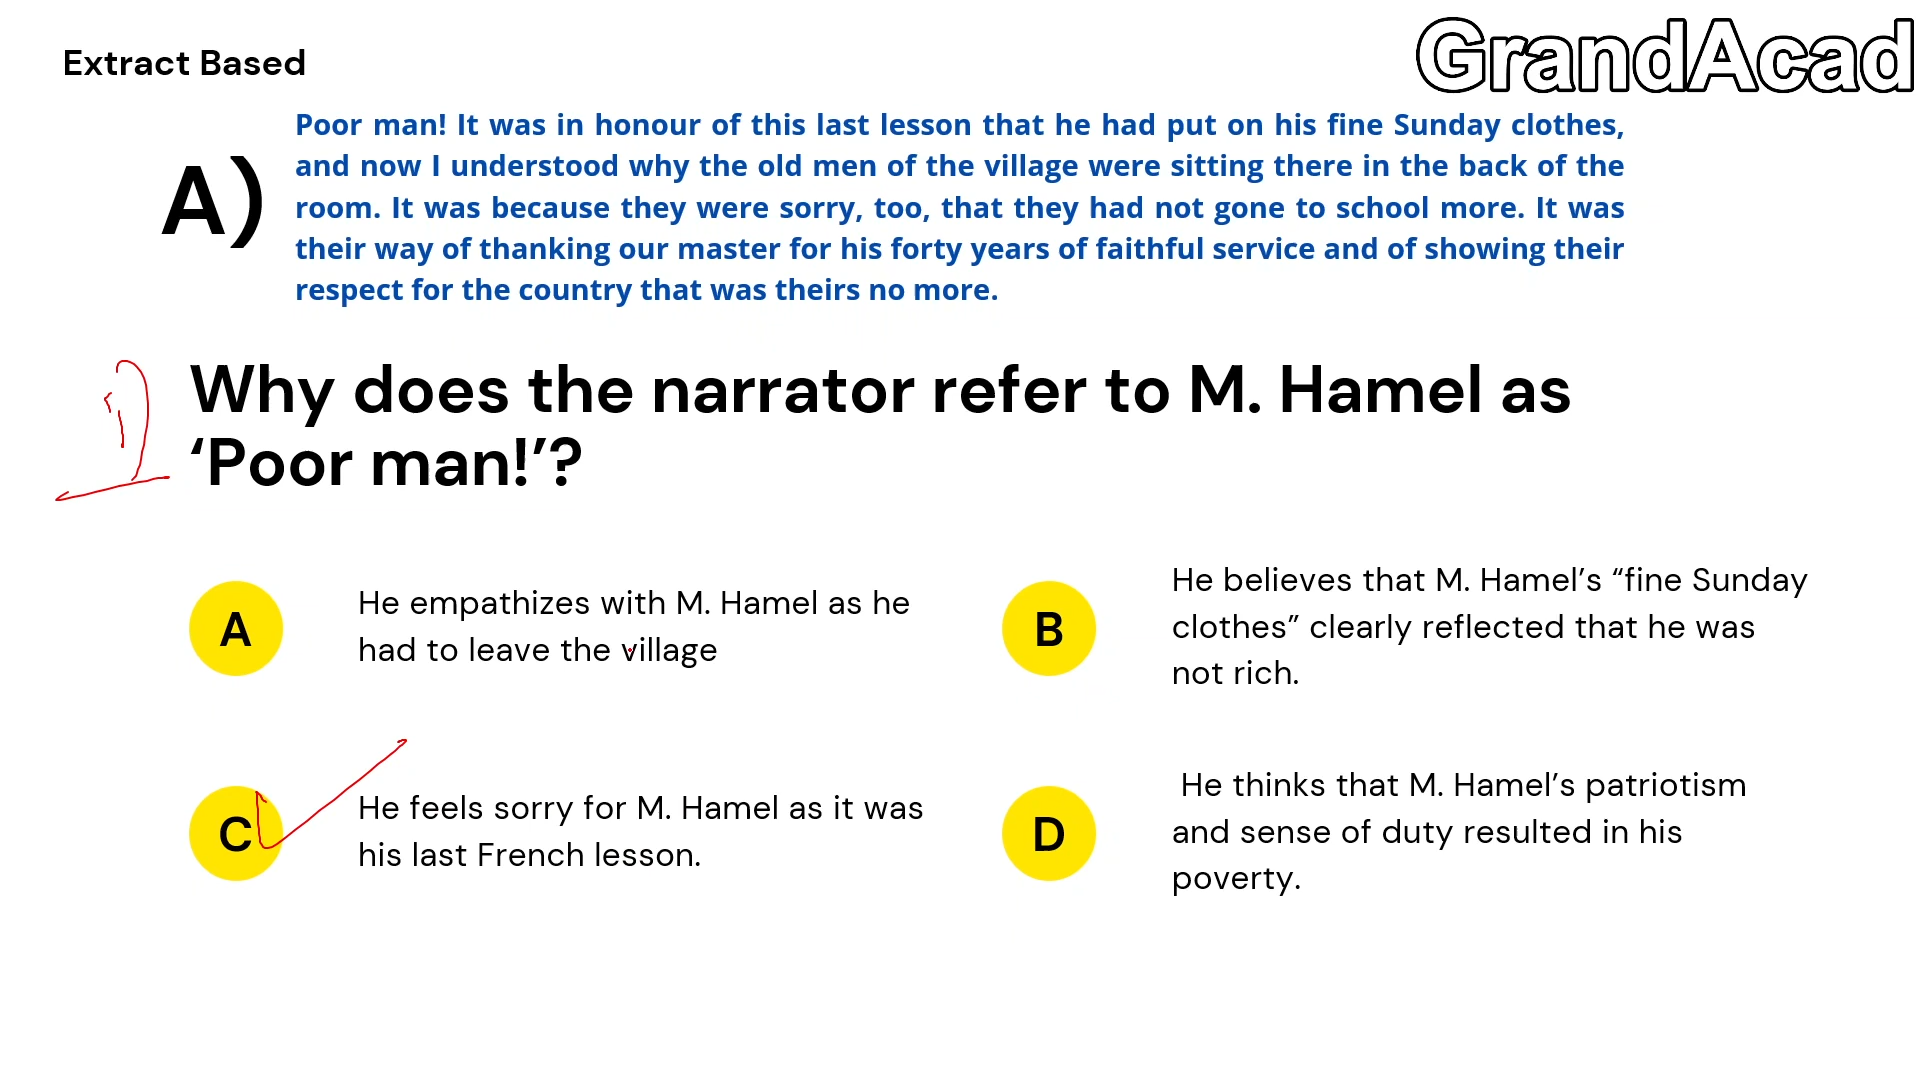 Extract Based
GrandAcad
Poor man! It was in honour of this last lesson that he had put on his fine Sunday clothes,
and now I understood why the old men of the village were sitting there in the back of the
room. It was because they were sorry, too, that they had not gone to school more. It was
their way of thanking our master for his forty years of faithful service and of showing their
respect for the country that was theirs no more.
A)
1)
Why does the narrator refer to M. Hamel as
‘Poor man!’?
A
He empathizes with M. Hamel as he
had to leave the village
B
He believes that M. Hamel’s “fine Sunday
clothes” clearly reflected that he was
not rich.
C
He feels sorry for M. Hamel as it was
his last French lesson.
D
He thinks that M. Hamel’s patriotism
and sense of duty resulted in his
poverty.